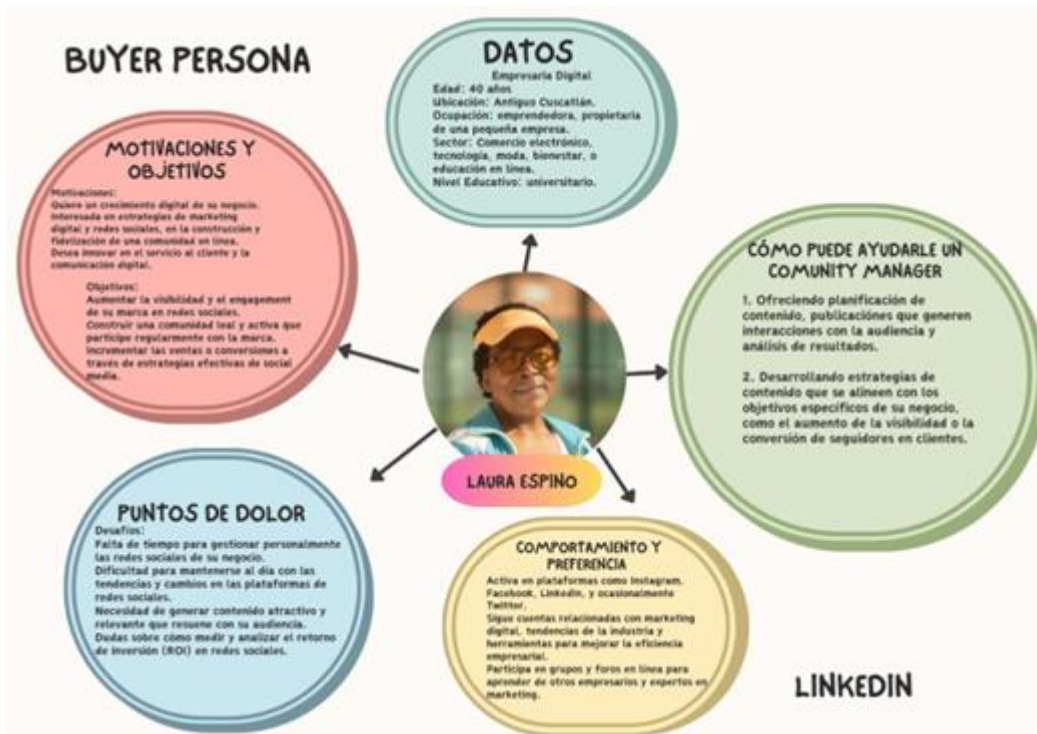 BUYER PERSONA
DATOS
Empresaria Digital
Edad: 40 años
Ubicación: Antiguo Cuscatlán.
Ocupación: emprendedora, propietaria
de una pequeña empresa.
Sector: Comercio electrónico,
tecnología, moda, bienestar, o
educación en línea.
Nivel Educativo: universitario.
MOTIVACIONES Y
OBJETIVOS
Motivaciones:
Quiere un crecimiento digital de su negocio.
Interesada en estrategias de marketing
digital y redes sociales, en la construcción y
fidelización de una comunidad en línea.
Desea innovar en el servicio al cliente y la
comunicación digital.
Objetivos:
Aumentar la visibilidad y el engagement
de su marca en redes sociales.
Construir una comunidad leal y activa que
participe regularmente con la marca.
incrementar las ventas o conversiones a
través de estrategias efectivas de social
media.
CÓMO PUEDE AYUDARLE UN
COMUNITY MANAGER
1. Ofreciendo planificación de
contenido, publicaciónes que generen
interacciones con la audiencia y
análisis de resultados.
2. Desarrollando estrategias de
contenido que se alineen con los
objetivos específicos de su negocio,
como el aumento de la visibilidad o la
conversión de seguidores en clientes.
LAURA ESPINO
PUNTOS DE DOLOR
Desafíos:
Falta de tiempo para gestionar personalmente
las redes sociales de su negocio.
Dificultad para mantenerse al día con las
tendencias y cambios en las plataformas de
redes sociales.
Necesidad de generar contenido atractivo y
relevante que resuene con su audiencia.
Dudas sobre cómo medir y analizar el retorno
de inversión (ROI) en redes sociales.
COMPORTAMIENTO Y
PREFERENCIA
Activa en plataformas como Instagram,
Facebook, LinkedIn, y ocasionalmente
Twitter.
Sigue cuentas relacionadas con marketing
digital, tendencias de la industria y
herramientas para mejorar la eficiencia
empresarial.
Participa en grupos y foros en línea para
aprender de otros empresarios y expertos en
marketing.
LINKEDIN